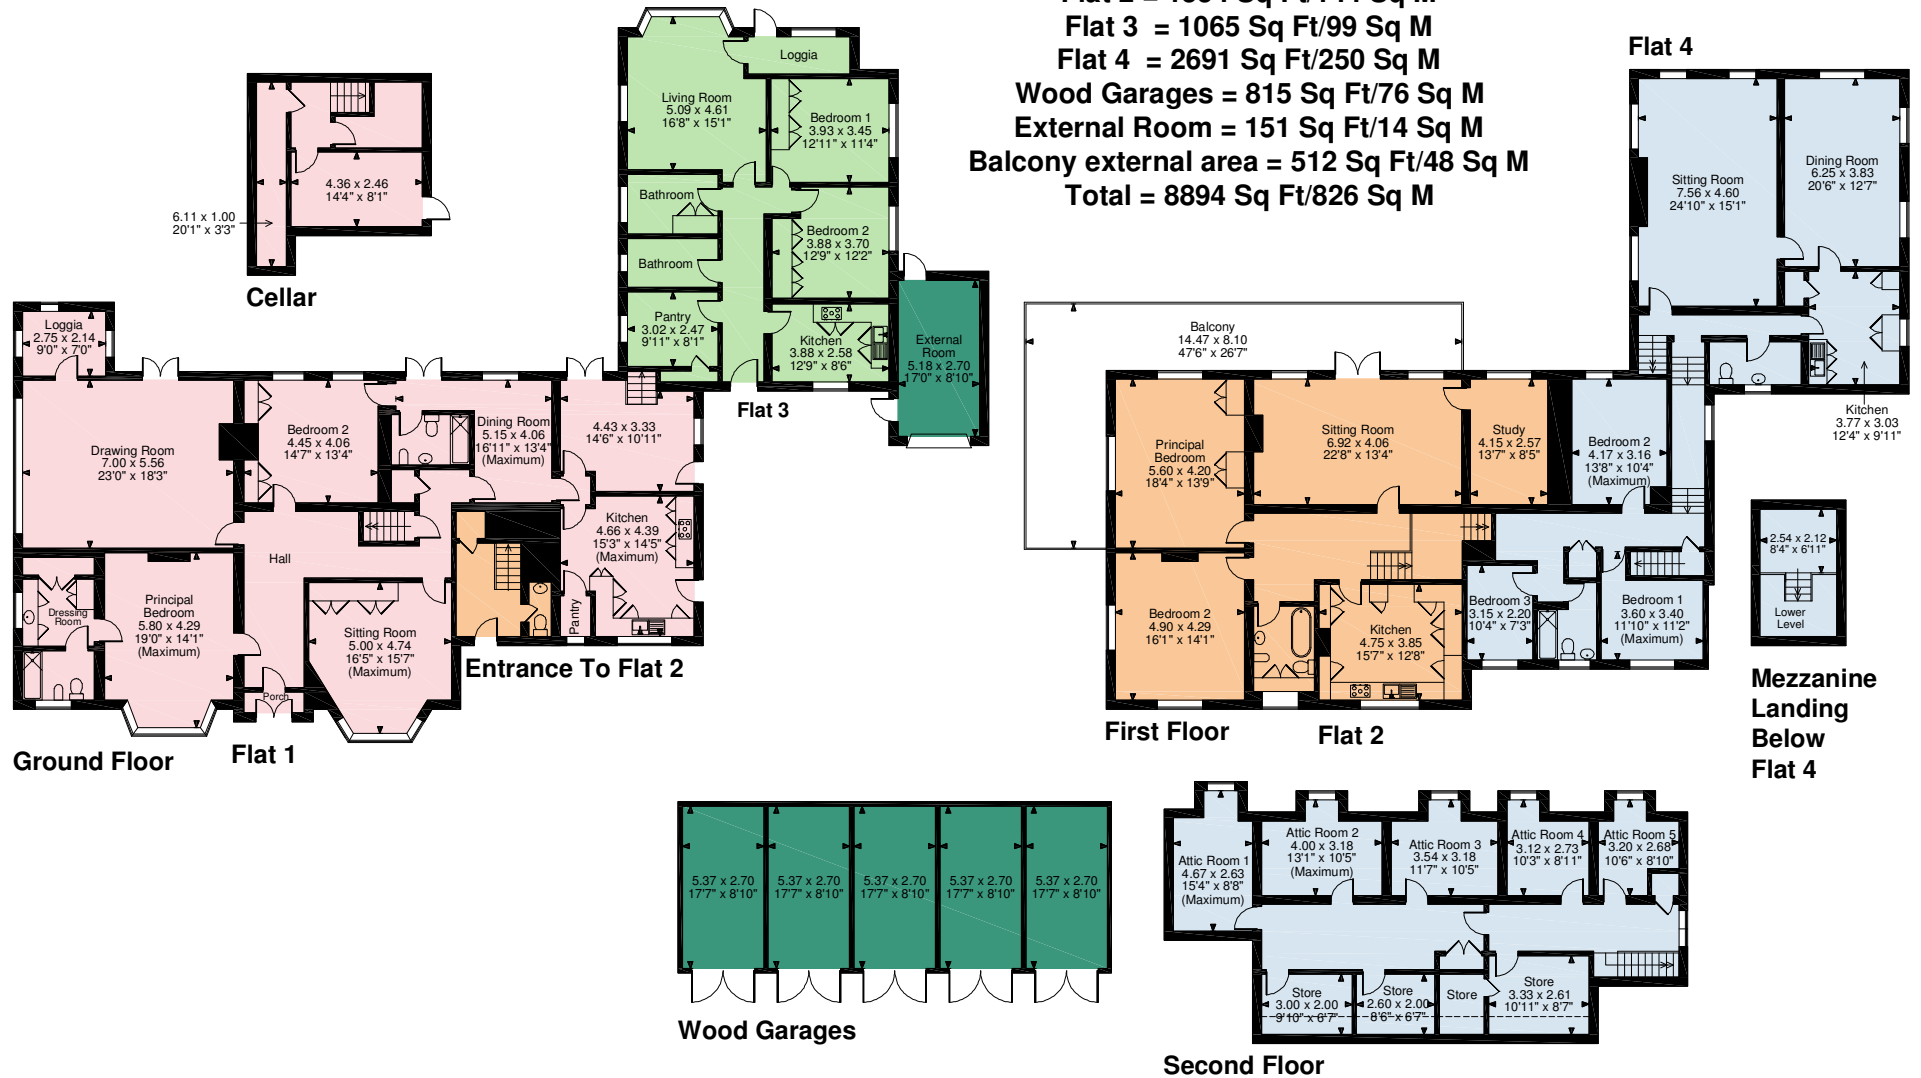 Flat 3 = 1065 Sq Ft/99 Sq M
Flat 4 = 2691 Sq Ft/250 Sq M
Wood Garages = 815 Sq Ft/76 Sq M
External Room = 151 Sq Ft/14 Sq M
Balcony external area = 512 Sq Ft/48 Sq M
Total = 8894 Sq Ft/826 Sq M
4.36 x 2.46
14'4" x 8'1"
6.11 x 1.00
20'1" x 3'3"
Cellar
Loggia
Living Room
5.09 x 4.61
16'8" x 15'1"
Bedroom 1
3.93 x 3.45
12'11" x 11'4"
Bathroom
Bedroom 2
3.88 x 3.70
12'9" x 12'2"
Bathroom
Pantry
3.02 x 2.47
9'11" x 8'1"
Kitchen
3.88 x 2.58
12'9" x 8'6"
External
Room
5.18 x 2.70
17'0" x 8'10"
Flat 3
Loggia
2.75 x 2.14
9'0" x 7'0"
Drawing Room
7.00 x 5.56
23'0" x 18'3"
Bedroom 2
4.45 x 4.06
14'7" x 13'4"
Dining Room
5.15 x 4.06
16'11" x 13'4"
(Maximum)
4.43 x 3.33
14'6" x 10'11"
Kitchen
4.66 x 4.39
15'3" x 14'5"
(Maximum)
Hall
Dressing
Room
Principal
Bedroom
5.80 x 4.29
19'0" x 14'1"
(Maximum)
Sitting Room
5.00 x 4.74
16'5" x 15'7"
(Maximum)
Pantry
Porch
Entrance To Flat 2
Ground Floor
Flat 1
Flat 4
Sitting Room
7.56 x 4.60
24'10" x 15'1"
Dining Room
6.25 x 3.83
20'6" x 12'7"
Kitchen
3.77 x 3.03
12'4" x 9'11"
Balcony
14.47 x 8.10
47'6" x 26'7"
Principal
Bedroom
5.60 x 4.20
18'4" x 13'9"
Sitting Room
6.92 x 4.06
22'8" x 13'4"
Study
4.15 x 2.57
13'7" x 8'5"
Bedroom 2
4.17 x 3.16
13'8" x 10'4"
(Maximum)
Bedroom 2
4.90 x 4.29
16'1" x 14'1"
Kitchen
4.75 x 3.85
15'7" x 12'8"
Bedroom 3
3.15 x 2.20
10'4" x 7'3"
Bedroom 1
3.60 x 3.40
11'10" x 11'2"
(Maximum)
First Floor
Flat 2
2.54 x 2.12
8'4" x 6'11"
Lower
Level
Mezzanine
Landing
Below
Flat 4
5.37 x 2.70
17'7" x 8'10"
5.37 x 2.70
17'7" x 8'10"
5.37 x 2.70
17'7" x 8'10"
5.37 x 2.70
17'7" x 8'10"
5.37 x 2.70
17'7" x 8'10"
Wood Garages
Attic Room 1
4.67 x 2.63
15'4" x 8'8"
(Maximum)
Attic Room 2
4.00 x 3.18
13'1" x 10'5"
(Maximum)
Attic Room 3
3.54 x 3.18
11'7" x 10'5"
Attic Room 4
3.12 x 2.73
10'3" x 8'11"
Attic Room 5
3.20 x 2.68
10'6" x 8'10"
Store
3.00 x 2.00
9'10" x 6'7"
Store
2.60 x 2.00
8'6" x 6'7"
Store
Store
3.33 x 2.61
10'11" x 8'7"
Second Floor